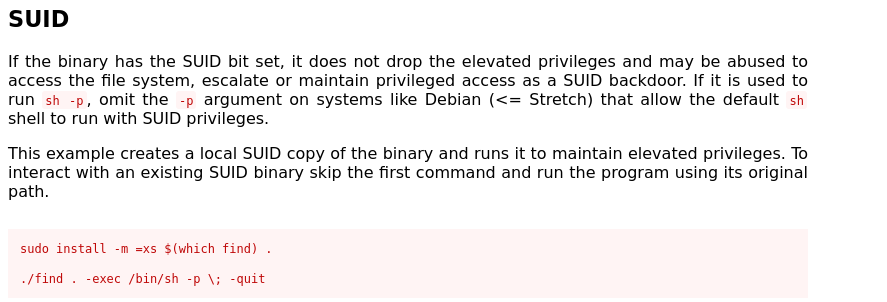 SUID
If the binary has the SUID bit set, it does not drop the elevated privileges and may be abused to
access the file system, escalate or maintain privileged access as a SUID backdoor. If it is used to
run sh -p, omit the -p argument on systems like Debian (<= Stretch) that allow the default sh
shell to run with SUID privileges.
This example creates a local SUID copy of the binary and runs it to maintain elevated privileges. To
interact with an existing SUID binary skip the first command and run the program using its original
path.
sudo install -m =xs $(which find) .
./find . -exec /bin/sh -p \; -quit